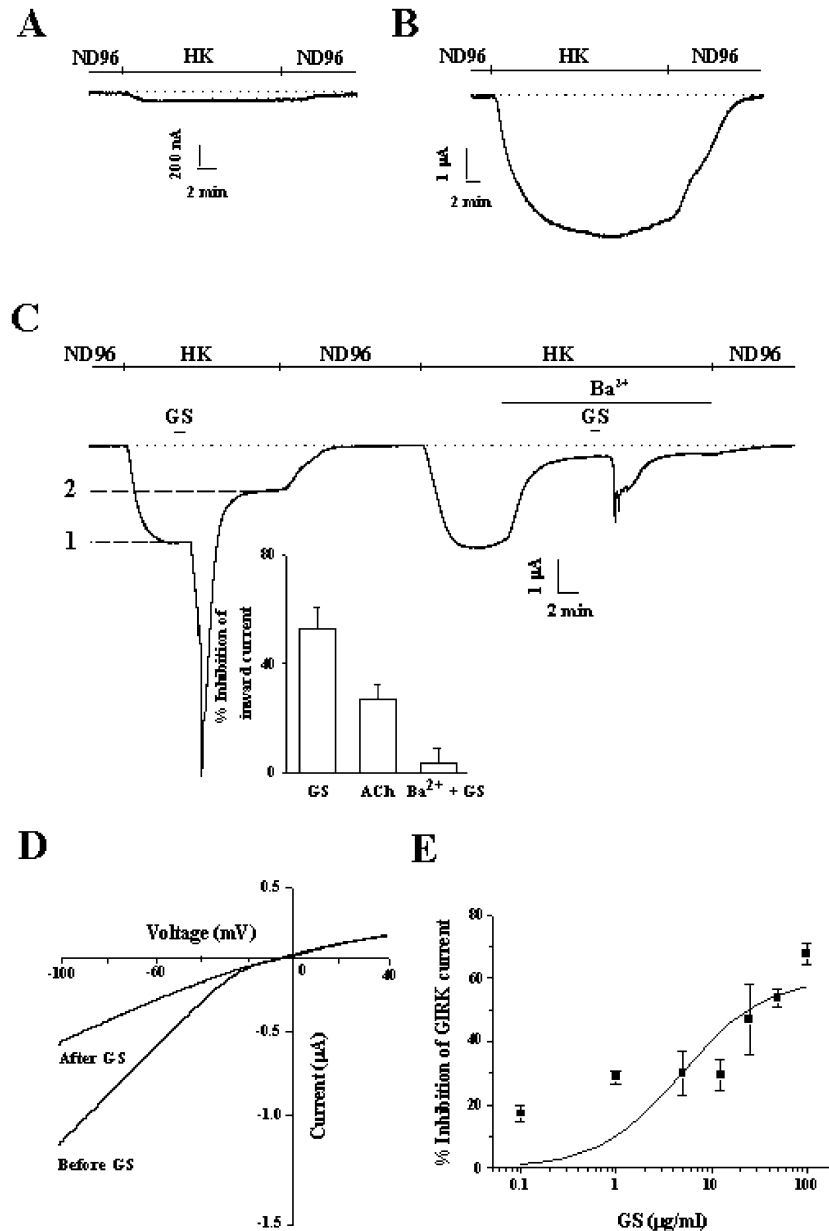 A
ND96 HK ND96
200 nA
2 min
B
ND96 HK ND96
1 µA
2 min
C
ND96 HK ND96 HK ND96
Ba2+
GS GS
2
1
1 µA
2 min
% Inhibition of
inward current
80
40
0
GS ACh Ba2+ + GS
D
0.5
Voltage (mV)
-100 -60 0 40
-0.5
After GS
Current (µA)
-1.0
Before GS
-1.5
E
% Inhibition of GIRK current
80
60
40
20
0
0.1 1 10 100
GS (µg/ml)